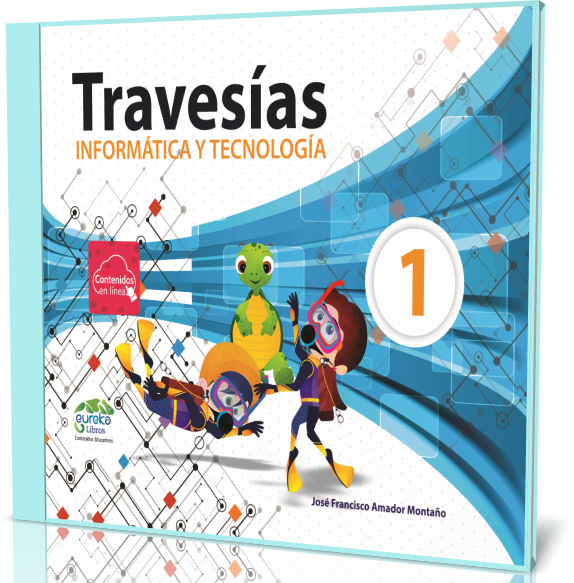 Travesías
INFORMÁTICA Y TECNOLOGÍA
1
Contenidos
en línea
eureka
Libros
Contenidos Educativos
José Francisco Amador Montaño